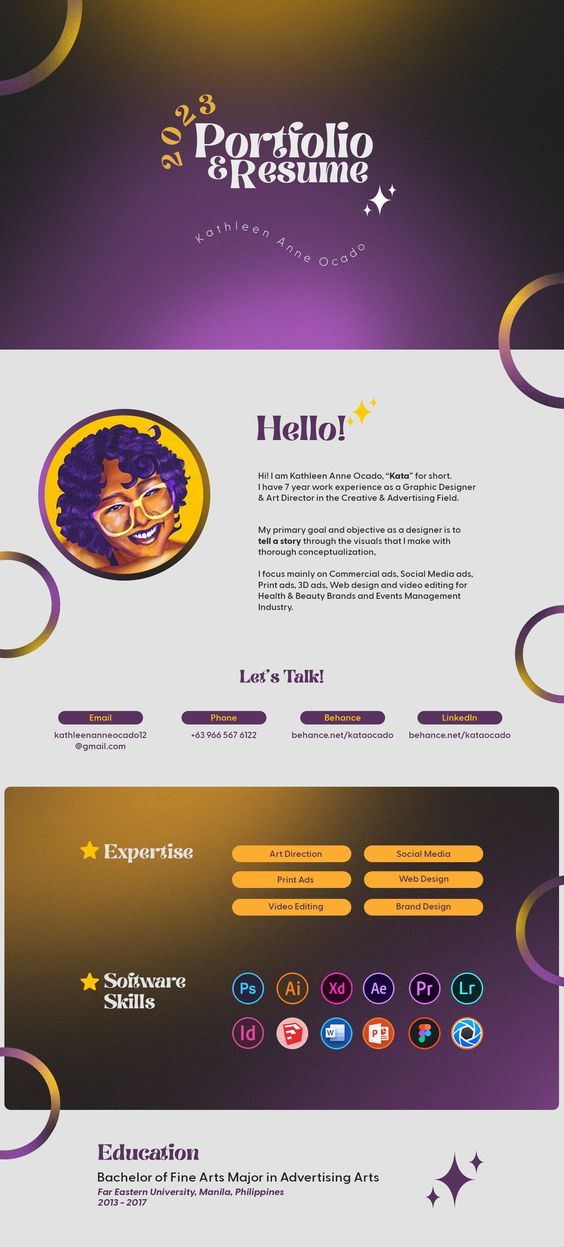 2023
Portfolio
&Resume
Kathleen Anne Ocado
Hello!
Hi! I am Kathleen Anne Ocado, “Kata” for short.
I have 7 year work experience as a Graphic Designer
& Art Director in the Creative & Advertising Field.
My primary goal and objective as a designer is to
tell a story through the visuals that I make with
thorough conceptualization,
I focus mainly on Commercial ads, Social Media ads,
Print ads, 3D ads, Web design and video editing for
Health & Beauty Brands and Events Management
Industry.
Let’s Talk!
Email
kathleenanneocado12
@gmail.com
Phone
+63 966 567 6122
Behance
behance.net/kataocado
LinkedIn
behance.net/kataocado
Expertise
Art Direction
Social Media
Print Ads
Web Design
Video Editing
Brand Design
Software
Skills
Ps Ai Xd Ae Pr Lr
Id W P
Education
Bachelor of Fine Arts Major in Advertising Arts
Far Eastern University, Manila, Philippines
2013 - 2017